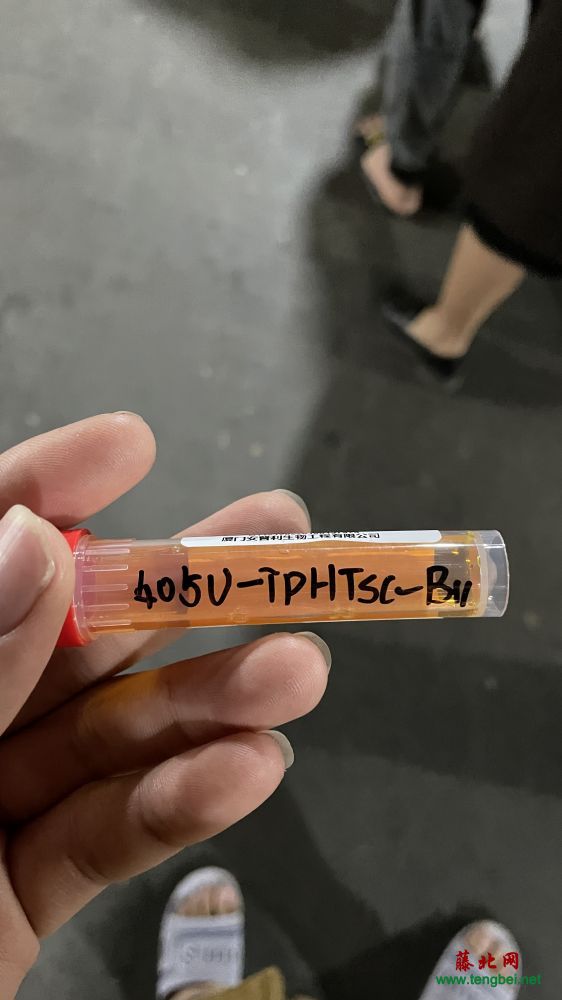 厦门安普利生物工程有限公司
405U-TPHTSC-B11
藤北网
www.tengbei.net